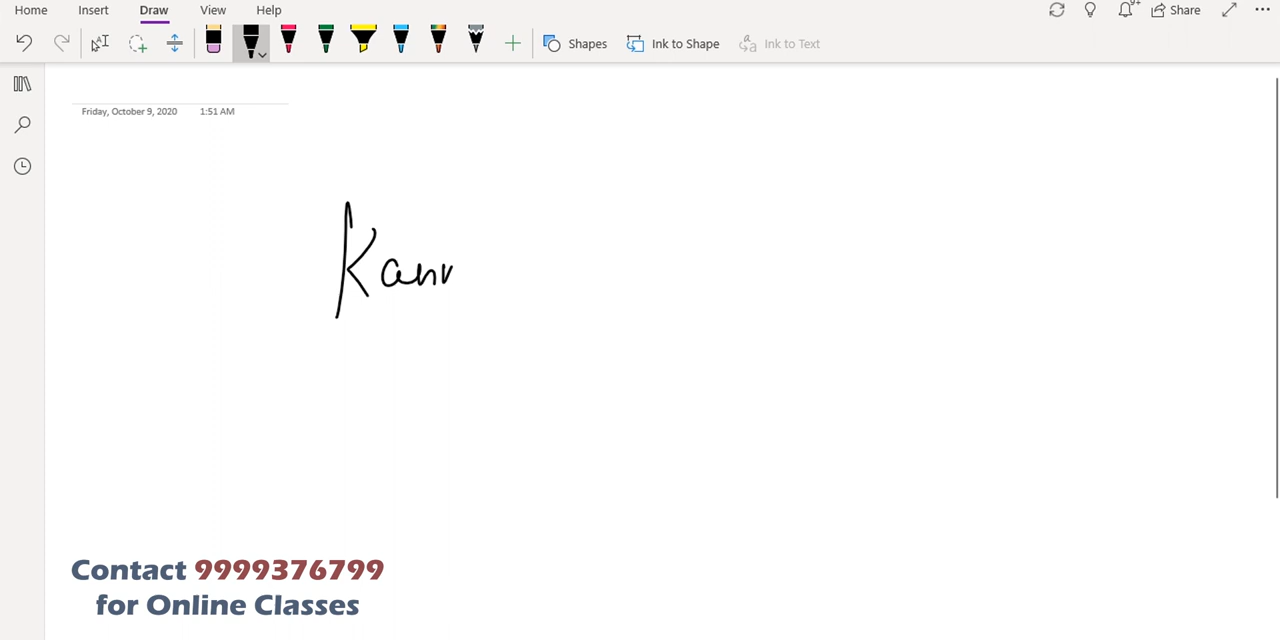 Home Insert Draw View Help Share
Shapes Ink to Shape Ink to Text
Friday, October 9, 2020 1:51 AM
Kann
Contact 9999376799
for Online Classes